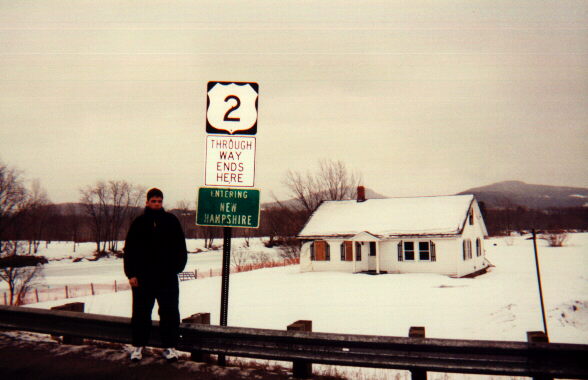 2
THROUGH
WAY
ENDS
HERE
ENTERING
NEW
HAMPSHIRE